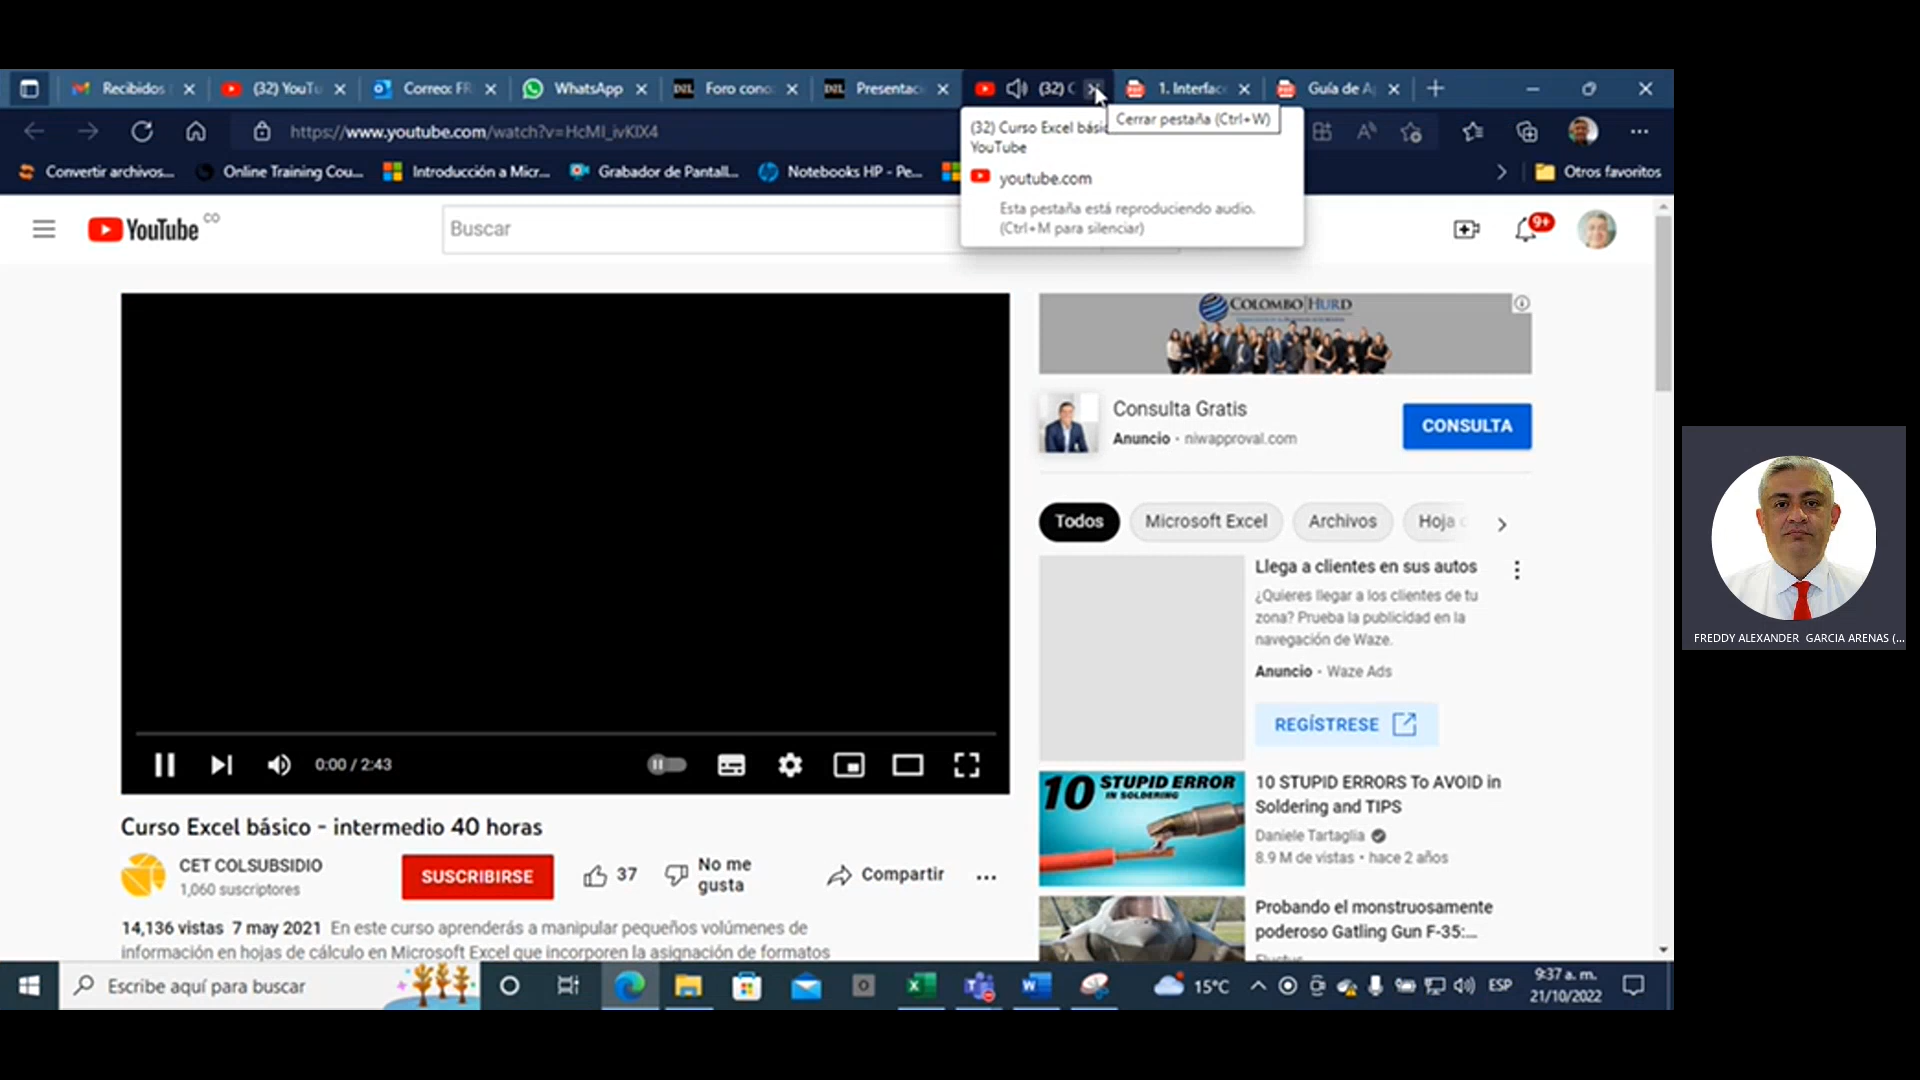 Recibidos
(32) YouTu
Correo: FR
WhatsApp
DIL
Foro cono
DIL
Presentaci
(32) C
1. Interfac
Guía de A
https://www.youtube.com/watch?v=HcMI_ivKIX4
Cerrar pestaña (Ctrl+W)
(32) Curso Excel bási
YouTube
youtube.com
Esta pestaña está reproduciendo audio.
(Ctrl+M para silenciar)
Convertir archivos...
Online Training Cou...
Introducción a Micr...
Grabador de Pantall...
Notebooks HP - Pe...
Otros favoritos
YouTube CO
Buscar
9+
COLOMBO HURD
Consulta Gratis
Anuncio · niwapproval.com
CONSULTA
Todos
Microsoft Excel
Archivos
Hoja
Llega a clientes en sus autos
¿Quieres llegar a los clientes de tu
zona? Prueba la publicidad en la
navegación de Waze.
Anuncio · Waze Ads
REGÍSTRESE
0:00 / 2:43
10 STUPID ERROR
IN SOLDERING
10 STUPID ERRORS To AVOID in
Soldering and TIPS
Daniele Tartaglia
8.9 M de vistas · hace 2 años
Probando el monstruosamente
poderoso Gatling Gun F-35:...
Curso Excel básico - intermedio 40 horas
CET COLSUBSIDIO
1,060 suscriptores
SUSCRIBIRSE
37
No me
gusta
Compartir
14,136 vistas 7 may 2021 En este curso aprenderás a manipular pequeños volúmenes de
información en hojas de cálculo en Microsoft Excel que incorporen la asignación de formatos
Escribe aquí para buscar
15°C
ESP
9:37 a. m.
21/10/2022
FREDDY ALEXANDER GARCIA ARENAS (...